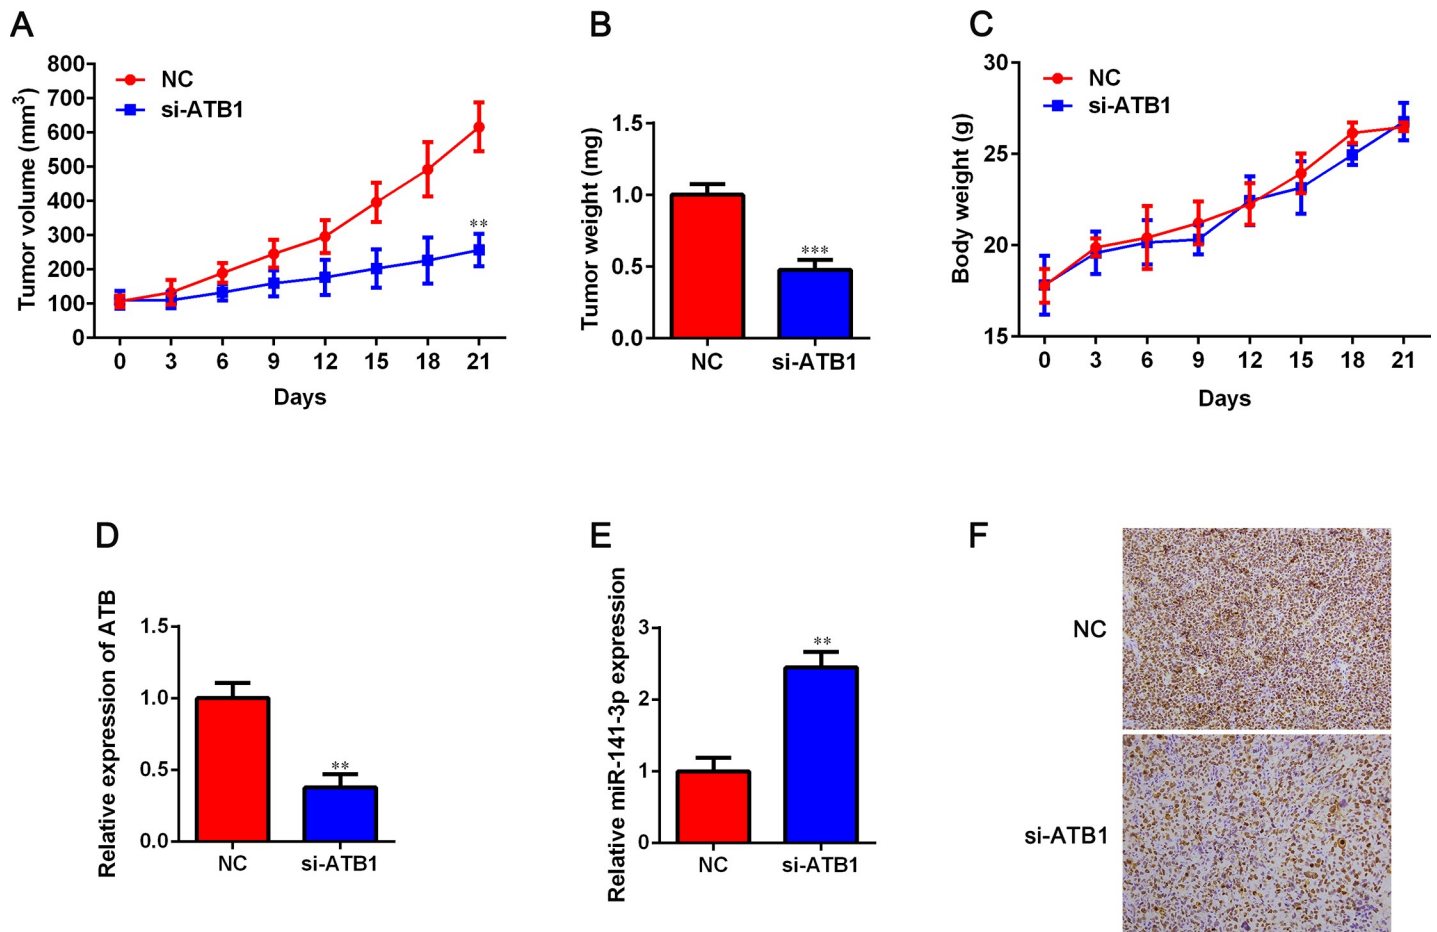 A
Tumor volume (mm³)
800
700
600
500
400
300
200
100
0
NC
si-ATB1
**
0 3 6 9 12 15 18 21
Days
B
Tumor weight (mg)
1.5
1.0
0.5
0.0
***
NC si-ATB1
C
Body weight (g)
30
25
20
15
NC
si-ATB1
0 3 6 9 12 15 18 21
Days
D
Relative expression of ATB
1.5
1.0
0.5
0.0
**
NC si-ATB1
E
Relative miR-141-3p expression
3
2
1
0
**
NC si-ATB1
F
NC
si-ATB1